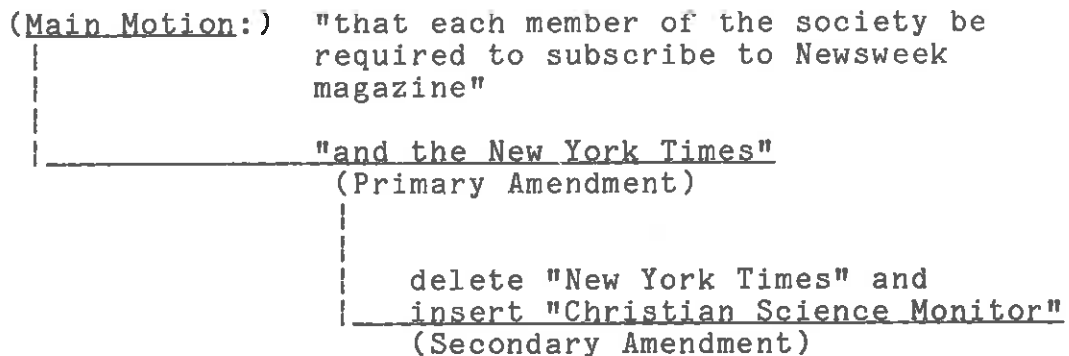 (Main Motion:) "that each member of the society be
required to subscribe to Newsweek
magazine"
"and the New York Times"
(Primary Amendment)
delete "New York Times" and
insert "Christian Science Monitor"
(Secondary Amendment)